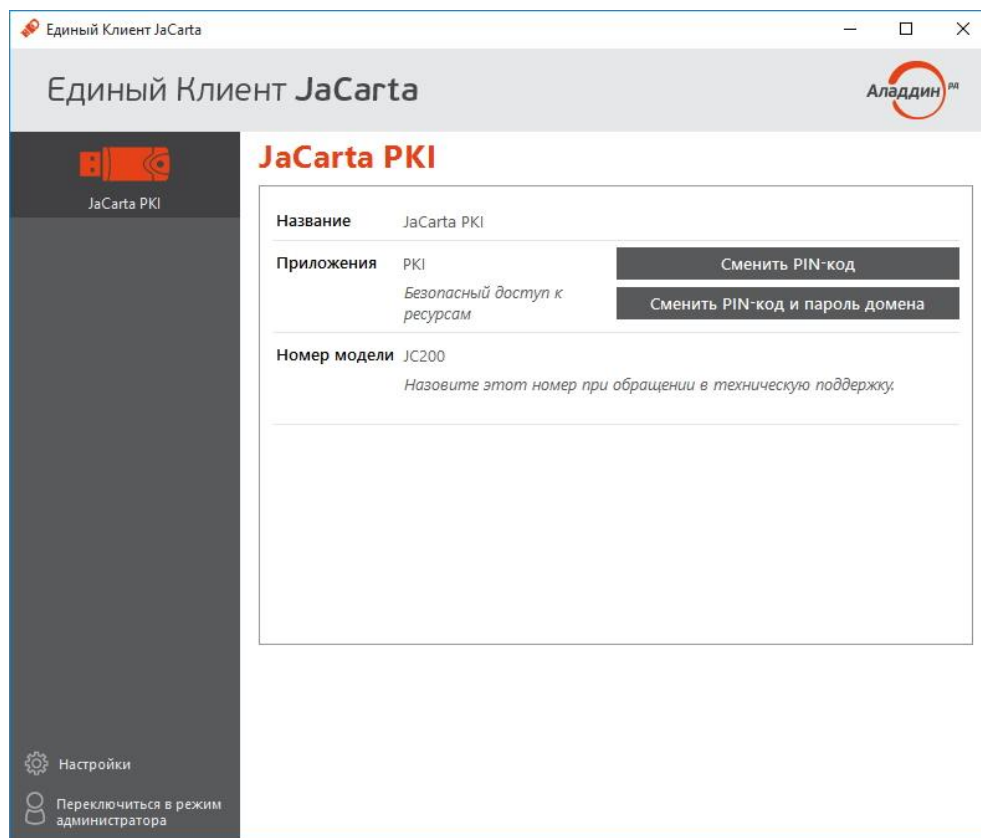 Единый Клиент JaCarta
Единый Клиент JaCarta
Аладдин РД
JaCarta PKI
JaCarta PKI
Название JaCarta PKI
Приложения PKI
Безопасный доступ к
ресурсам
Сменить PIN-код
Сменить PIN-код и пароль домена
Номер модели JC200
Назовите этот номер при обращении в техническую поддержку.
Настройки
Переключиться в режим
администратора